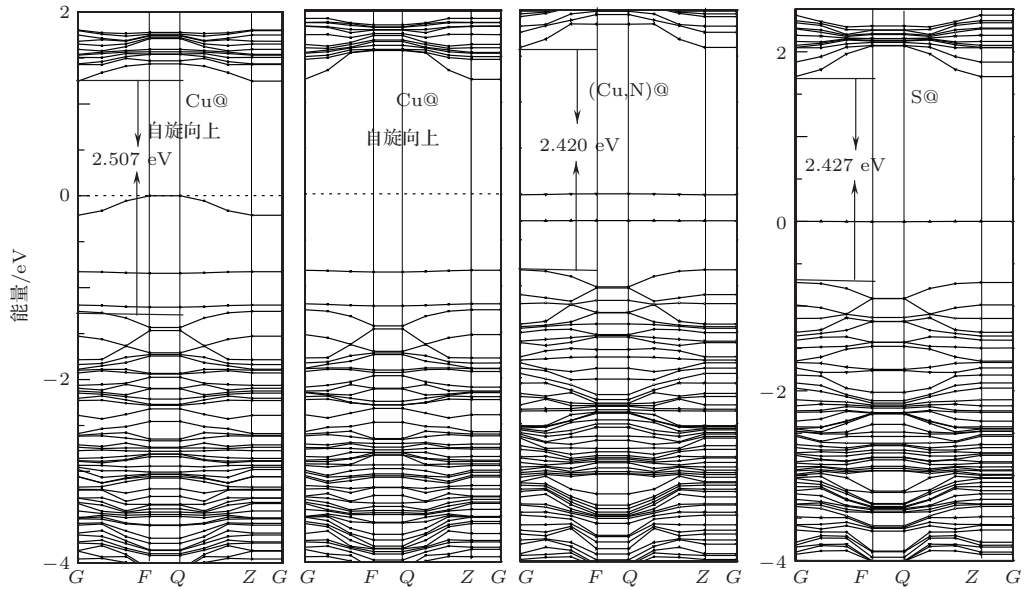 2
0
−2
−4
能量/eV
Cu@
自旋向上
2.507 eV
G F Q Z G
Cu@
自旋向上
F Q Z G
(Cu,N)@
2.420 eV
G F Q Z G
2
0
−2
−4
S@
2.427 eV
G F Q Z G